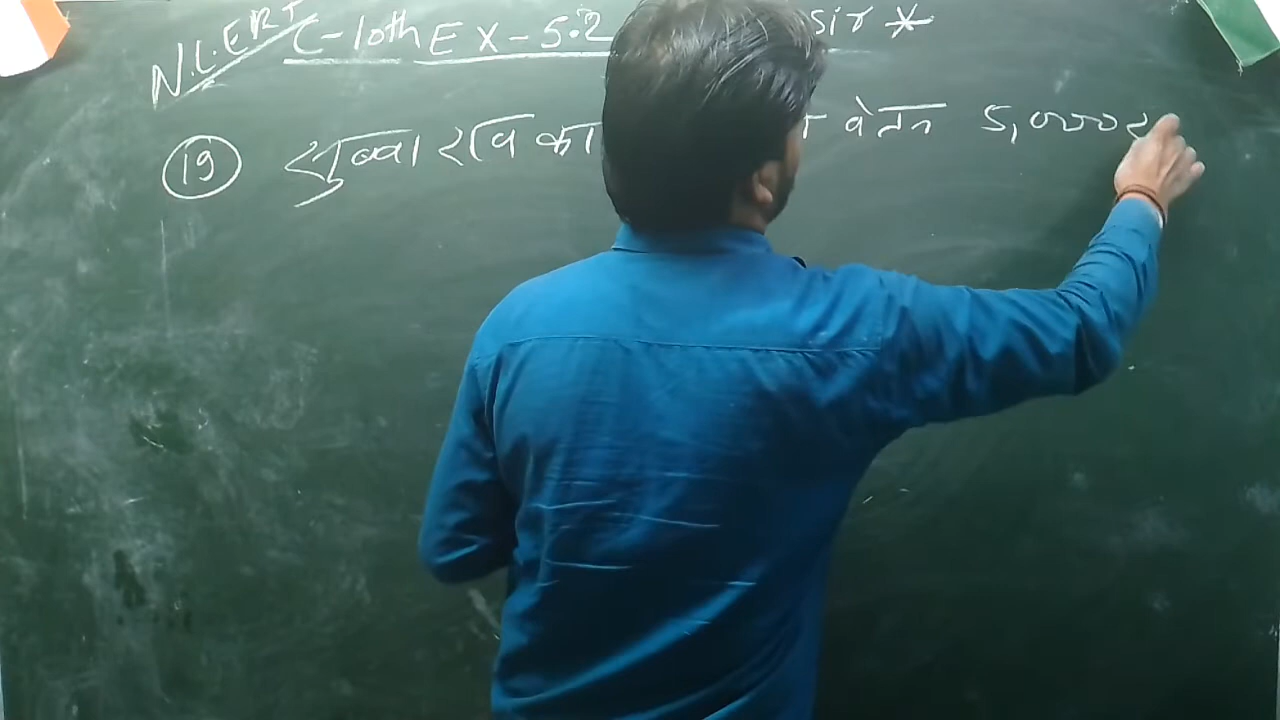 N.C.ERT C-10th EX-5.2 sir *
19 सुब्बा राव का वेतन 5,000